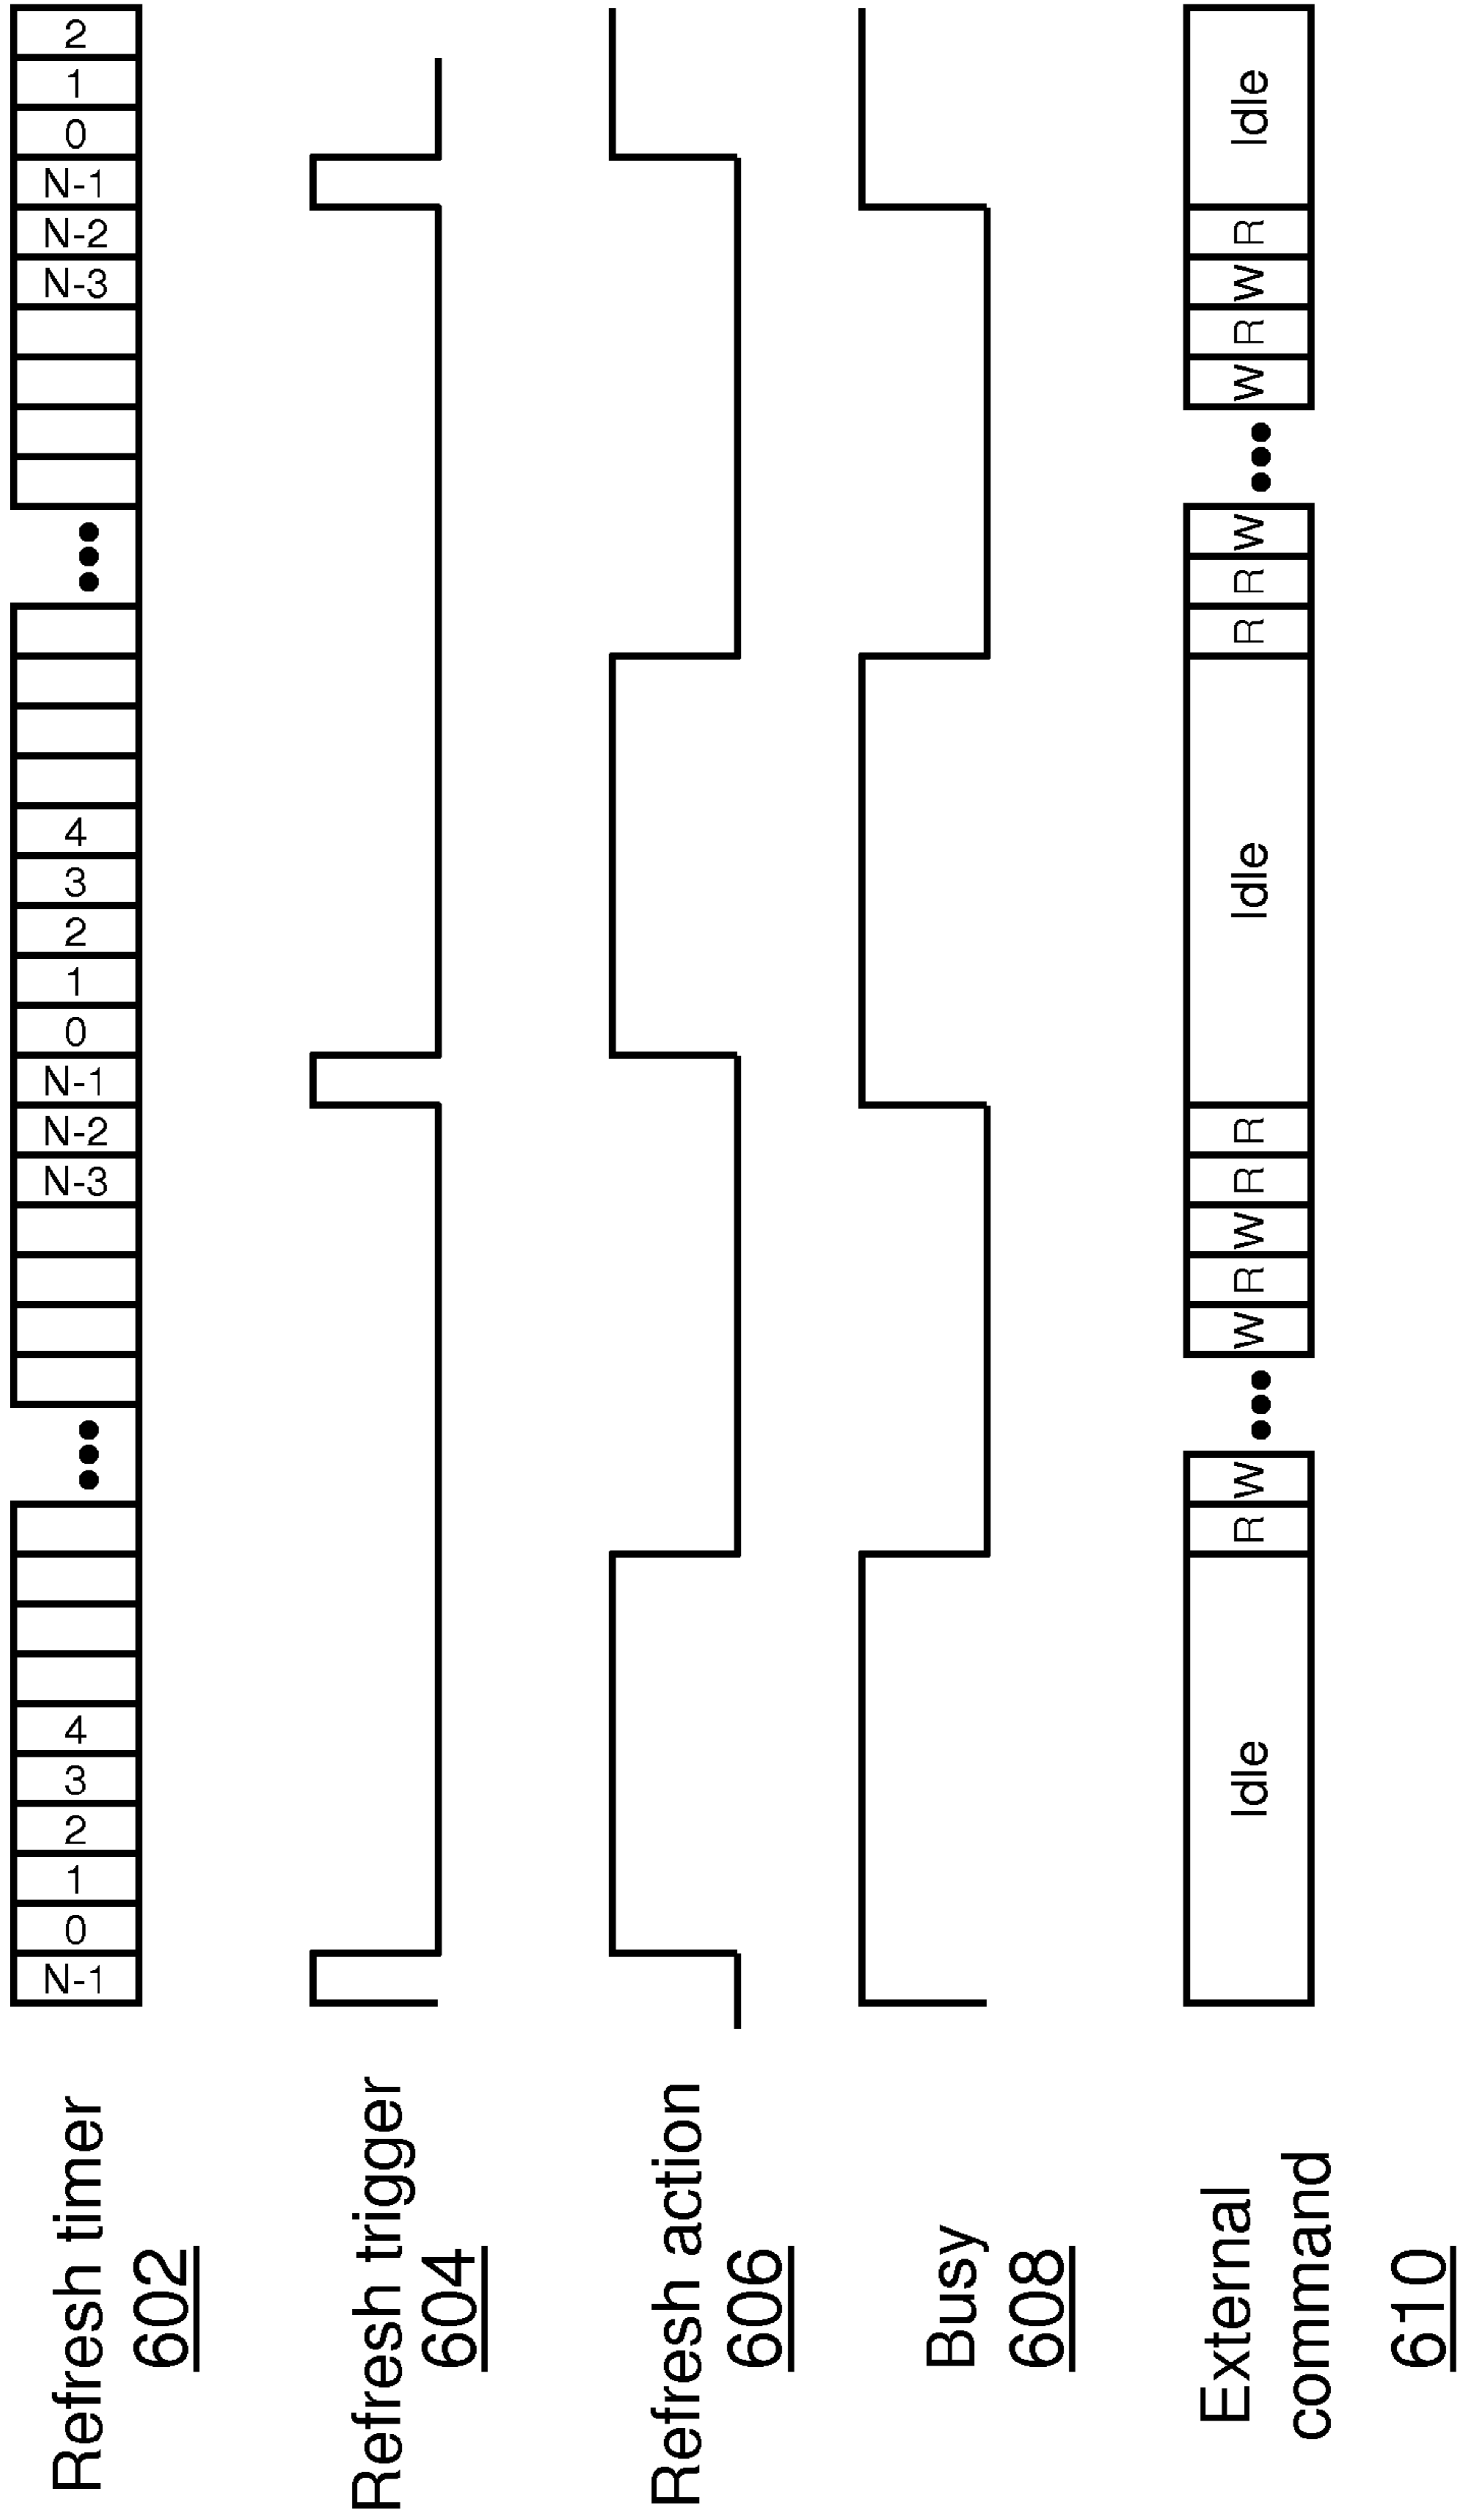 Refresh timer
602
N-1 0 1 2 3 4 ••• N-3 N-2 N-1 0 1 2 3 4 ••• N-3 N-2 N-1 0 1 2
Refresh trigger
604
Refresh action
606
Busy
608
External
command
610
Idle R W ••• W R W R R Idle R R W ••• W R W R Idle